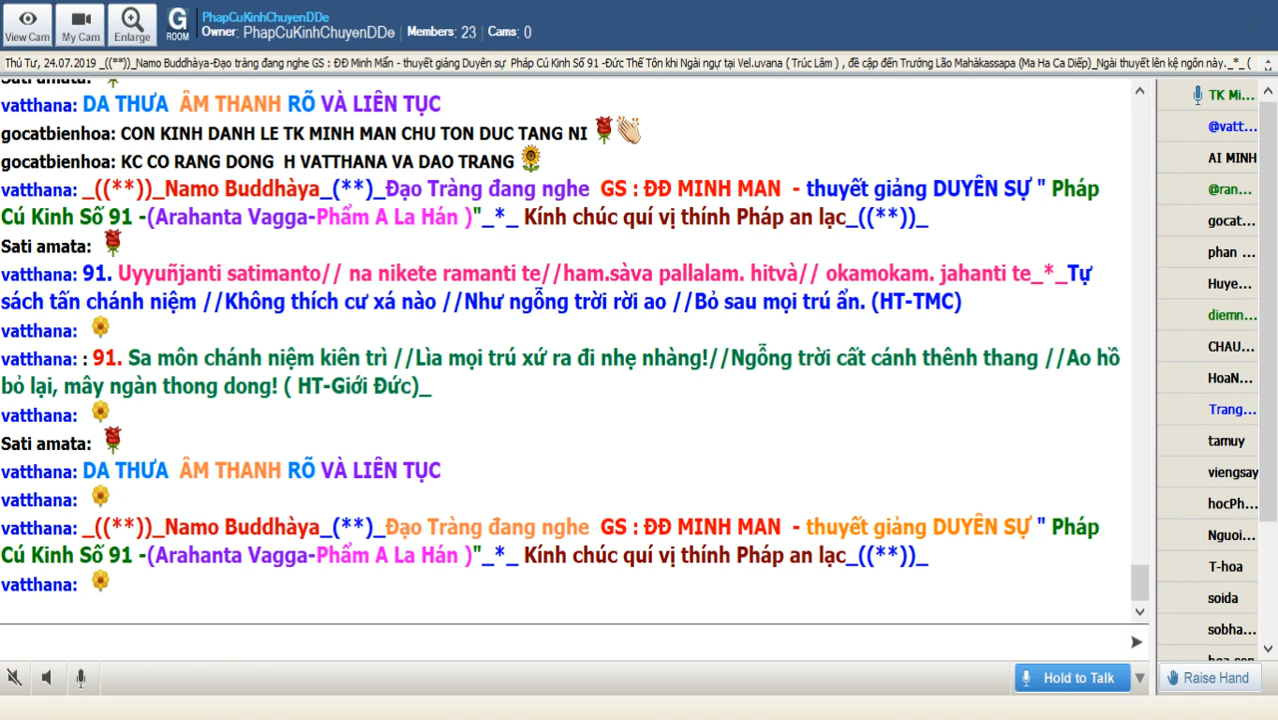 View Cam
My Cam
Enlarge
G
ROOM
PhapCuKinhChuyenDDe
Owner: PhapCuKinhChuyenDDe Members: 23 Cams: 0
Thứ Tư, 24.07.2019 _((**))_Namo Buddhàya-Đạo tràng đang nghe GS : ĐĐ Minh Mẫn - thuyết giảng Duyên sự Pháp Cú Kinh Số 91 -Đức Thế Tôn khi Ngài ngự tại Vel.uvana ( Trúc Lâm ) , đề cập đến Trưởng Lão Mahàkassapa (Ma Ha Ca Diếp)_Ngài thuyết lên kệ ngôn này._*_ (
Sati amata:
vatthana: DẠ THƯA ÂM THANH RÕ VÀ LIÊN TỤC
gocatbienhoa: CON KINH DANH LE TK MINH MAN CHU TON DUC TANG NI
gocatbienhoa: KC CO RANG DONG H VATTHANA VA DAO TRANG
vatthana: _((**))_Namo Buddhàya_(**)_Đạo Tràng đang nghe GS : ĐĐ MINH MAN - thuyết giảng DUYÊN SỰ " Pháp
Cú Kinh Số 91 -(Arahanta Vagga-Phẩm A La Hán )"_*_ Kính chúc quí vị thính Pháp an lạc_((**))_
Sati amata:
vatthana: 91. Uyyuñjanti satimanto// na nikete ramanti te//ham.sàva pallalam. hitvà// okamokam. jahanti te_*_Tự
sách tấn chánh niệm //Không thích cư xá nào //Như ngỗng trời rời ao //Bỏ sau mọi trú ẩn. (HT-TMC)
vatthana:
vatthana: : 91. Sa môn chánh niệm kiên trì //Lìa mọi trú xứ ra đi nhẹ nhàng!//Ngỗng trời cất cánh thênh thang //Ao hồ
bỏ lại, mây ngàn thong dong! ( HT-Giới Đức)_
vatthana:
Sati amata:
vatthana: DA THƯA ÂM THANH RÕ VÀ LIÊN TỤC
vatthana:
vatthana: _((**))_Namo Buddhàya_(**)_Đạo Tràng đang nghe GS : ĐĐ MINH MAN - thuyết giảng DUYÊN SỰ " Pháp
Cú Kinh Số 91 -(Arahanta Vagga-Phẩm A La Hán )"_*_ Kính chúc quí vị thính Pháp an lạc_((**))_
vatthana:
TK Mi...
@vatt...
AI MINH
@ran...
gocat...
phan ...
Huye...
diemn...
CHAU...
HoaN...
Trang...
tamuy
viengsay
hocPh...
Nguoi...
T-hoa
soida
sobha...
Hold to Talk
Raise Hand